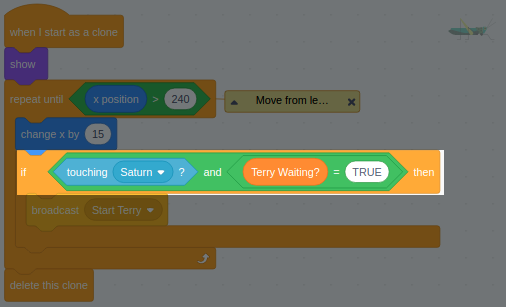 when I start as a clone
show
repeat until x position > 240 Move from le...
change x by 15
if touching Saturn ? and Terry Waiting? = TRUE then
broadcast Start Terry
delete this clone